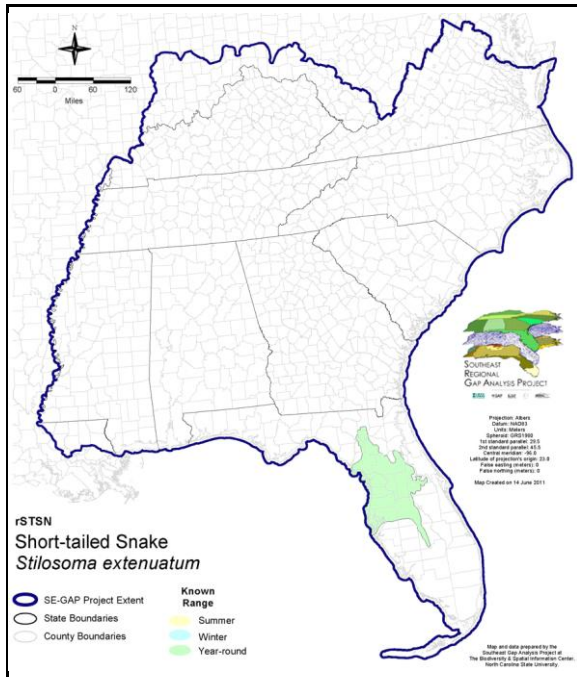 N
60 0 60 120
Miles
SOUTHEAST
REGIONAL
GAP ANALYSIS PROJECT
Projection: Albers
Datum: NAD83
Units: Meters
Spheroid: GRS1980
1st standard parallel: 29.5
2nd standard parallel: 45.5
Central meridian: -96.0
Latitude of projection's origin: 23.0
False easting (meters): 0
False northing (meters): 0
Map Created on 14 June 2011
rSTSN
Short-tailed Snake
Stilosoma extenuatum
SE-GAP Project Extent
State Boundaries
County Boundaries
Known
Range
Summer
Winter
Year-round
Map and data prepared by the
Southeast Gap Analysis Project at
The Biodiversity & Spatial Information Center,
North Carolina State University.